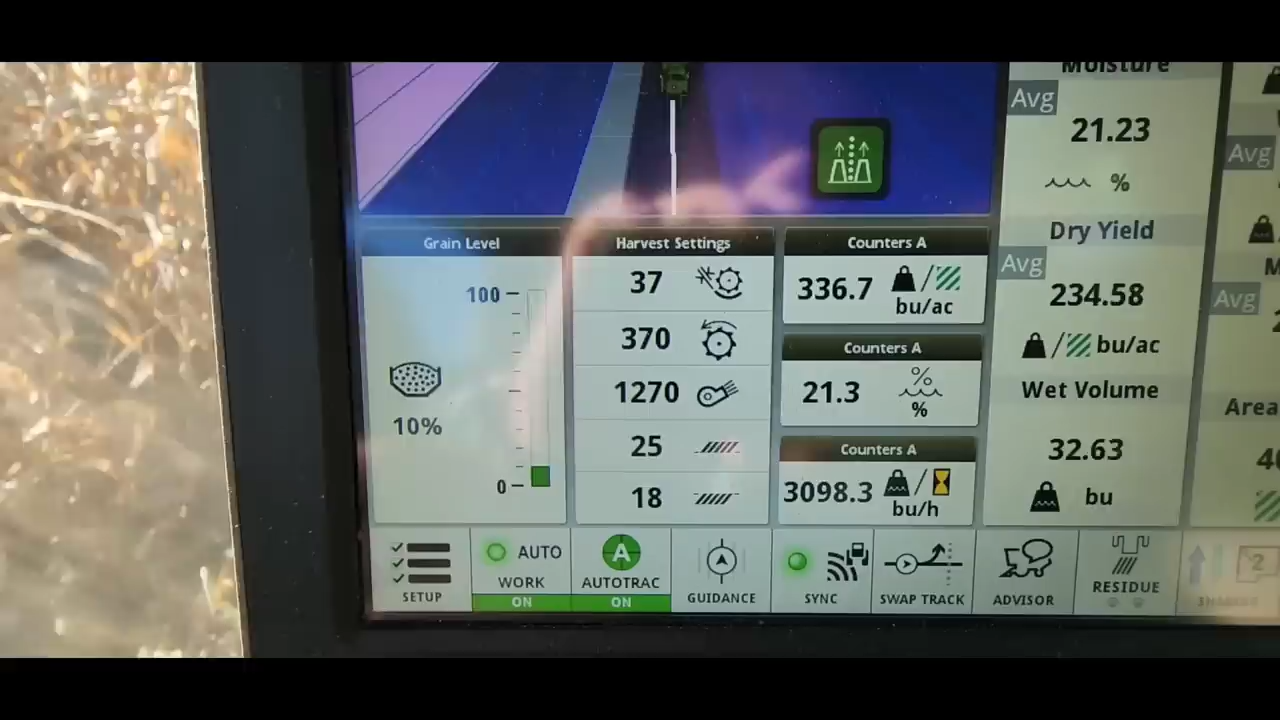 Moisture
Avg
21.23
%
Dry Yield
Avg
234.58
/ bu/ac
Wet Volume
32.63
bu
Avg
Avg
Area
Grain Level
100
10%
0
Harvest Settings
37
370
1270
25
18
Counters A
336.7 /
bu/ac
Counters A
21.3 %
%
Counters A
3098.3 /
bu/h
SETUP
AUTO
WORK
ON
A
AUTOTRAC
ON
GUIDANCE
SYNC
SWAP TRACK
ADVISOR
RESIDUE
2